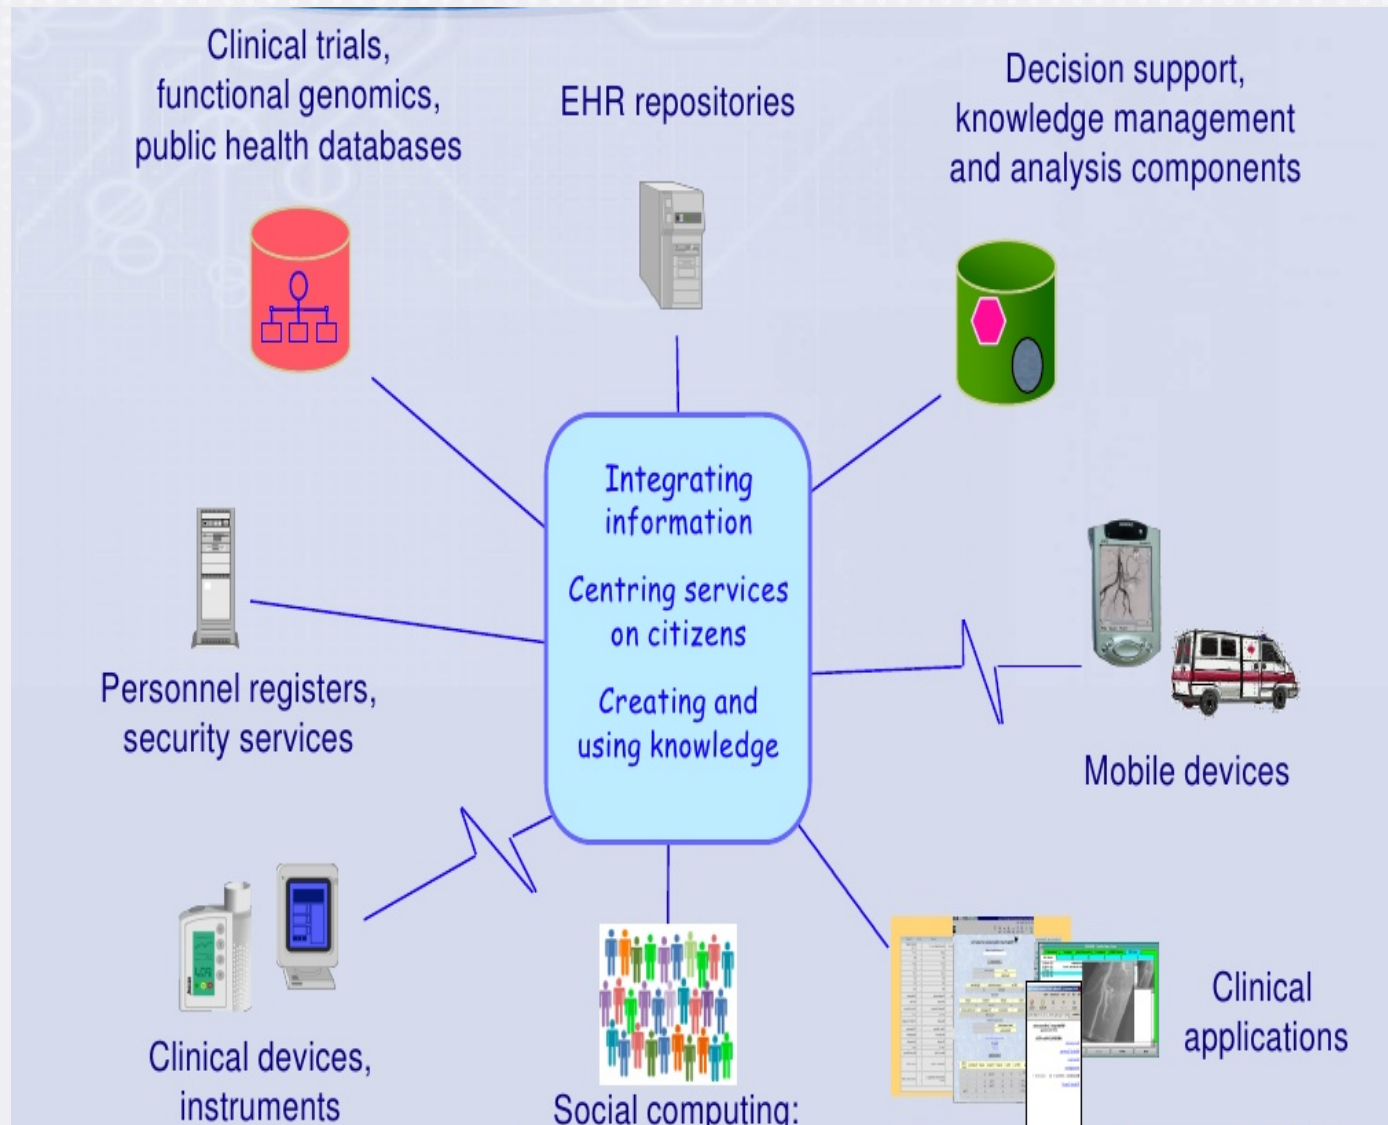 Clinical trials,
functional genomics,
public health databases
EHR repositories
Decision support,
knowledge management
and analysis components
Integrating
information
Centring services
on citizens
Creating and
using knowledge
Personnel registers,
security services
Mobile devices
Clinical devices,
instruments
Social computing:
Clinical
applications